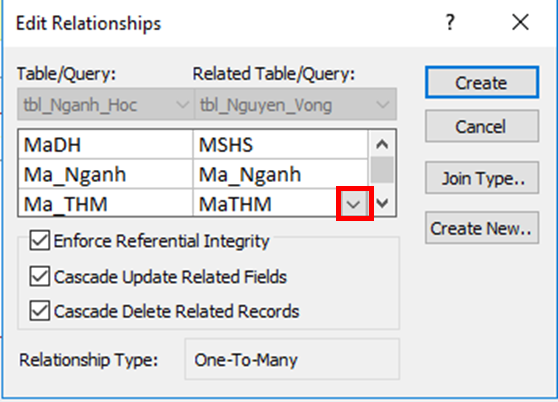 Edit Relationships
Table/Query: Related Table/Query:
tbl_Nganh_Hoc tbl_Nguyen_Vong
MaDH MSHS
Ma_Nganh Ma_Nganh
Ma_THM MaTHM
Enforce Referential Integrity
Cascade Update Related Fields
Cascade Delete Related Records
Relationship Type: One-To-Many
Create
Cancel
Join Type..
Create New..